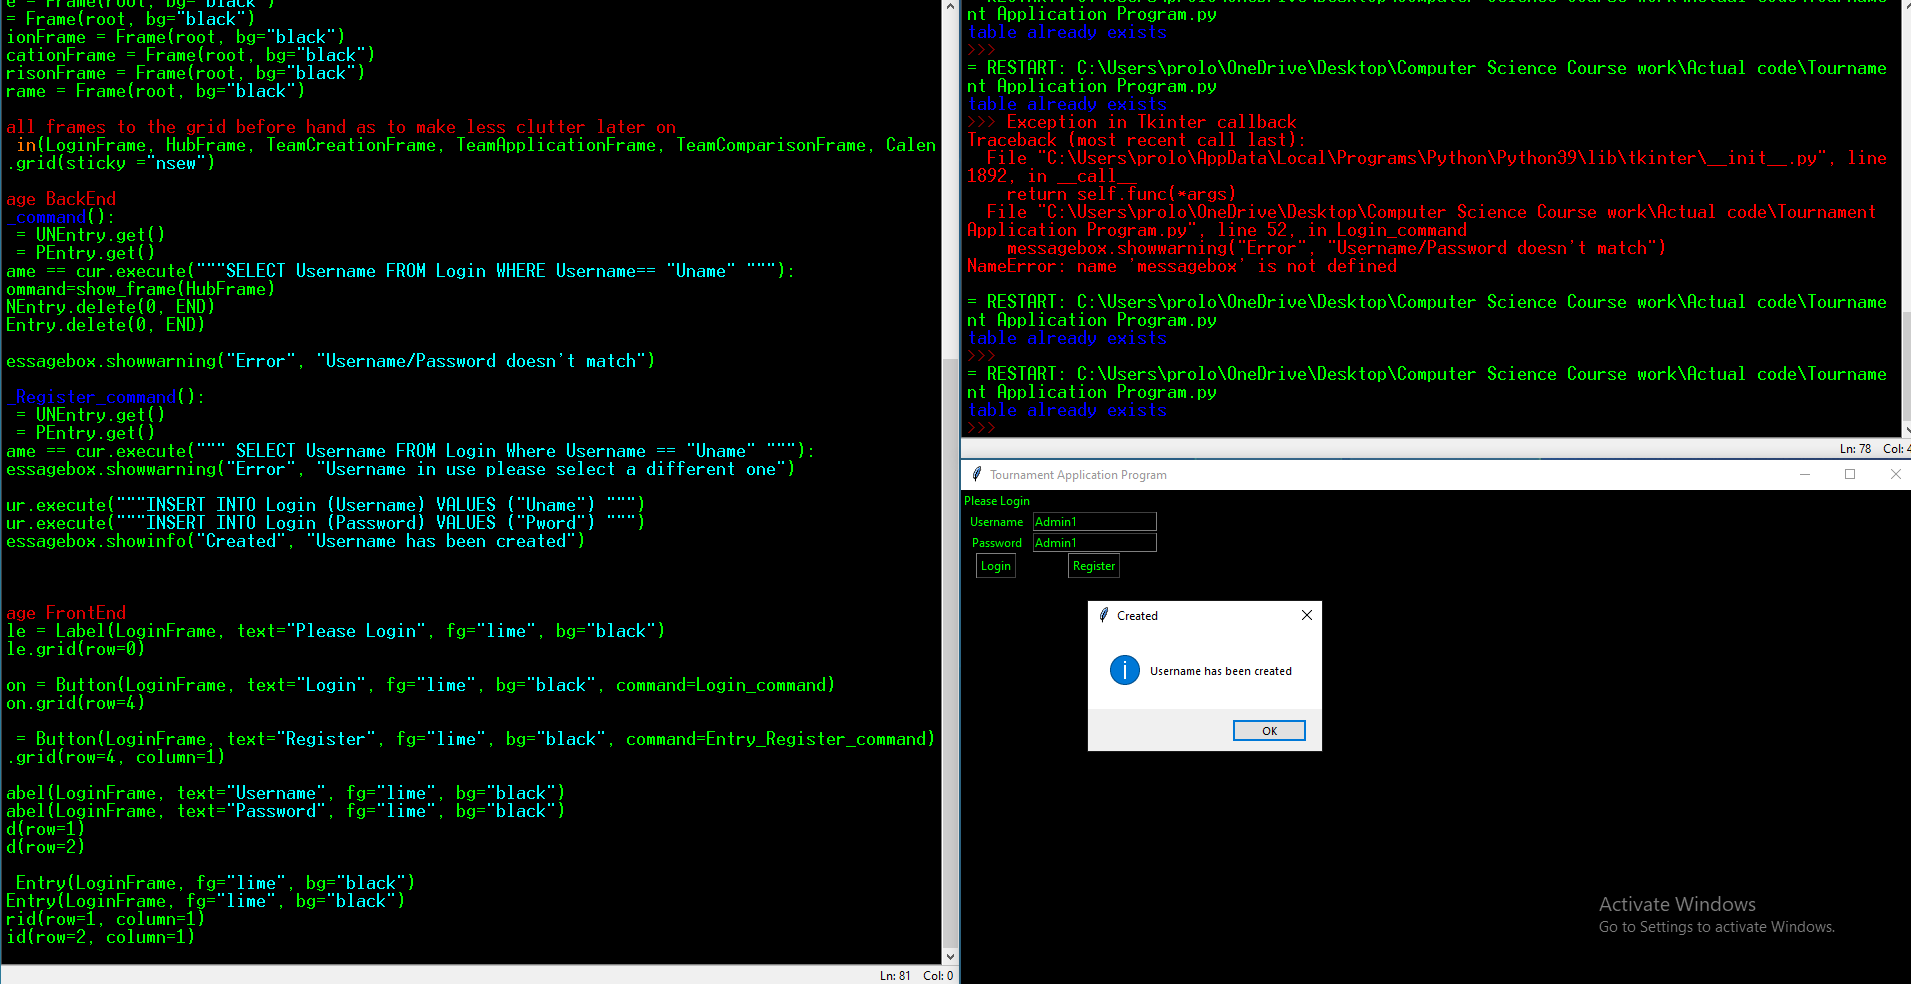 e = Frame(root, bg="black")
= Frame(root, bg="black")
ionFrame = Frame(root, bg="black")
cationFrame = Frame(root, bg="black")
risonFrame = Frame(root, bg="black")
rame = Frame(root, bg="black")
all frames to the grid before hand as to make less clutter later on
in(LoginFrame, HubFrame, TeamCreationFrame, TeamApplicationFrame, TeamComparisonFrame, Calen
.grid(sticky ="nsew")
age BackEnd
_command():
= UNEntry.get()
= PEntry.get()
ame == cur.execute("""SELECT Username FROM Login WHERE Username== "Uname" """):
ommand=show_frame(HubFrame)
NEntry.delete(0, END)
Entry.delete(0, END)
essagebox.showwarning("Error", "Username/Password doesn't match")
_Register_command():
= UNEntry.get()
= PEntry.get()
ame == cur.execute(""" SELECT Username FROM Login Where Username == "Uname" """):
essagebox.showwarning("Error", "Username in use please select a different one")
ur.execute("""INSERT INTO Login (Username) VALUES ("Uname") """)
ur.execute("""INSERT INTO Login (Password) VALUES ("Pword") """)
essagebox.showinfo("Created", "Username has been created")
age FrontEnd
le = Label(LoginFrame, text="Please Login", fg="lime", bg="black")
le.grid(row=0)
on = Button(LoginFrame, text="Login", fg="lime", bg="black", command=Login_command)
on.grid(row=4)
= Button(LoginFrame, text="Register", fg="lime", bg="black", command=Entry_Register_command)
.grid(row=4, column=1)
abel(LoginFrame, text="Username", fg="lime", bg="black")
abel(LoginFrame, text="Password", fg="lime", bg="black")
d(row=1)
d(row=2)
Entry(LoginFrame, fg="lime", bg="black")
Entry(LoginFrame, fg="lime", bg="black")
rid(row=1, column=1)
id(row=2, column=1)
Ln: 81 Col: 0
= RESTART: C:\Users\prolo\OneDrive\Desktop\Computer Science Course work\Actual code\Tourname
nt Application Program.py
table already exists
>>>
= RESTART: C:\Users\prolo\OneDrive\Desktop\Computer Science Course work\Actual code\Tourname
nt Application Program.py
table already exists
>>> Exception in Tkinter callback
Traceback (most recent call last):
File "C:\Users\prolo\AppData\Local\Programs\Python\Python39\lib\tkinter\__init__.py", line
1892, in __call__
return self.func(*args)
File "C:\Users\prolo\OneDrive\Desktop\Computer Science Course work\Actual code\Tournament
Application Program.py", line 52, in Login_command
messagebox.showwarning("Error", "Username/Password doesn't match")
NameError: name 'messagebox' is not defined
= RESTART: C:\Users\prolo\OneDrive\Desktop\Computer Science Course work\Actual code\Tourname
nt Application Program.py
table already exists
>>>
= RESTART: C:\Users\prolo\OneDrive\Desktop\Computer Science Course work\Actual code\Tourname
nt Application Program.py
table already exists
>>>
Ln: 78 Col: 4
Tournament Application Program
Please Login
Username Admin1
Password Admin1
Login Register
Created
Username has been created
OK
Activate Windows
Go to Settings to activate Windows.